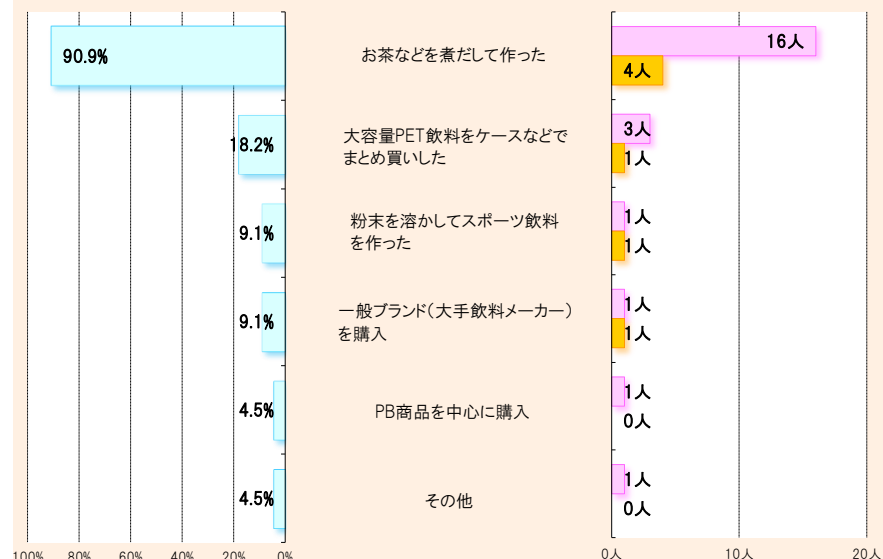 90.9%
お茶などを煮だして作った
16人
4人
18.2%
大容量PET飲料をケースなどで
まとめ買いした
3人
1人
9.1%
粉末を溶かしてスポーツ飲料
を作った
1人
1人
9.1%
一般ブランド(大手飲料メーカー)
を購入
1人
1人
4.5%
PB商品を中心に購入
1人
0人
4.5%
その他
1人
0人
100% 80% 60% 40% 20% 0%
0人 10人 20人